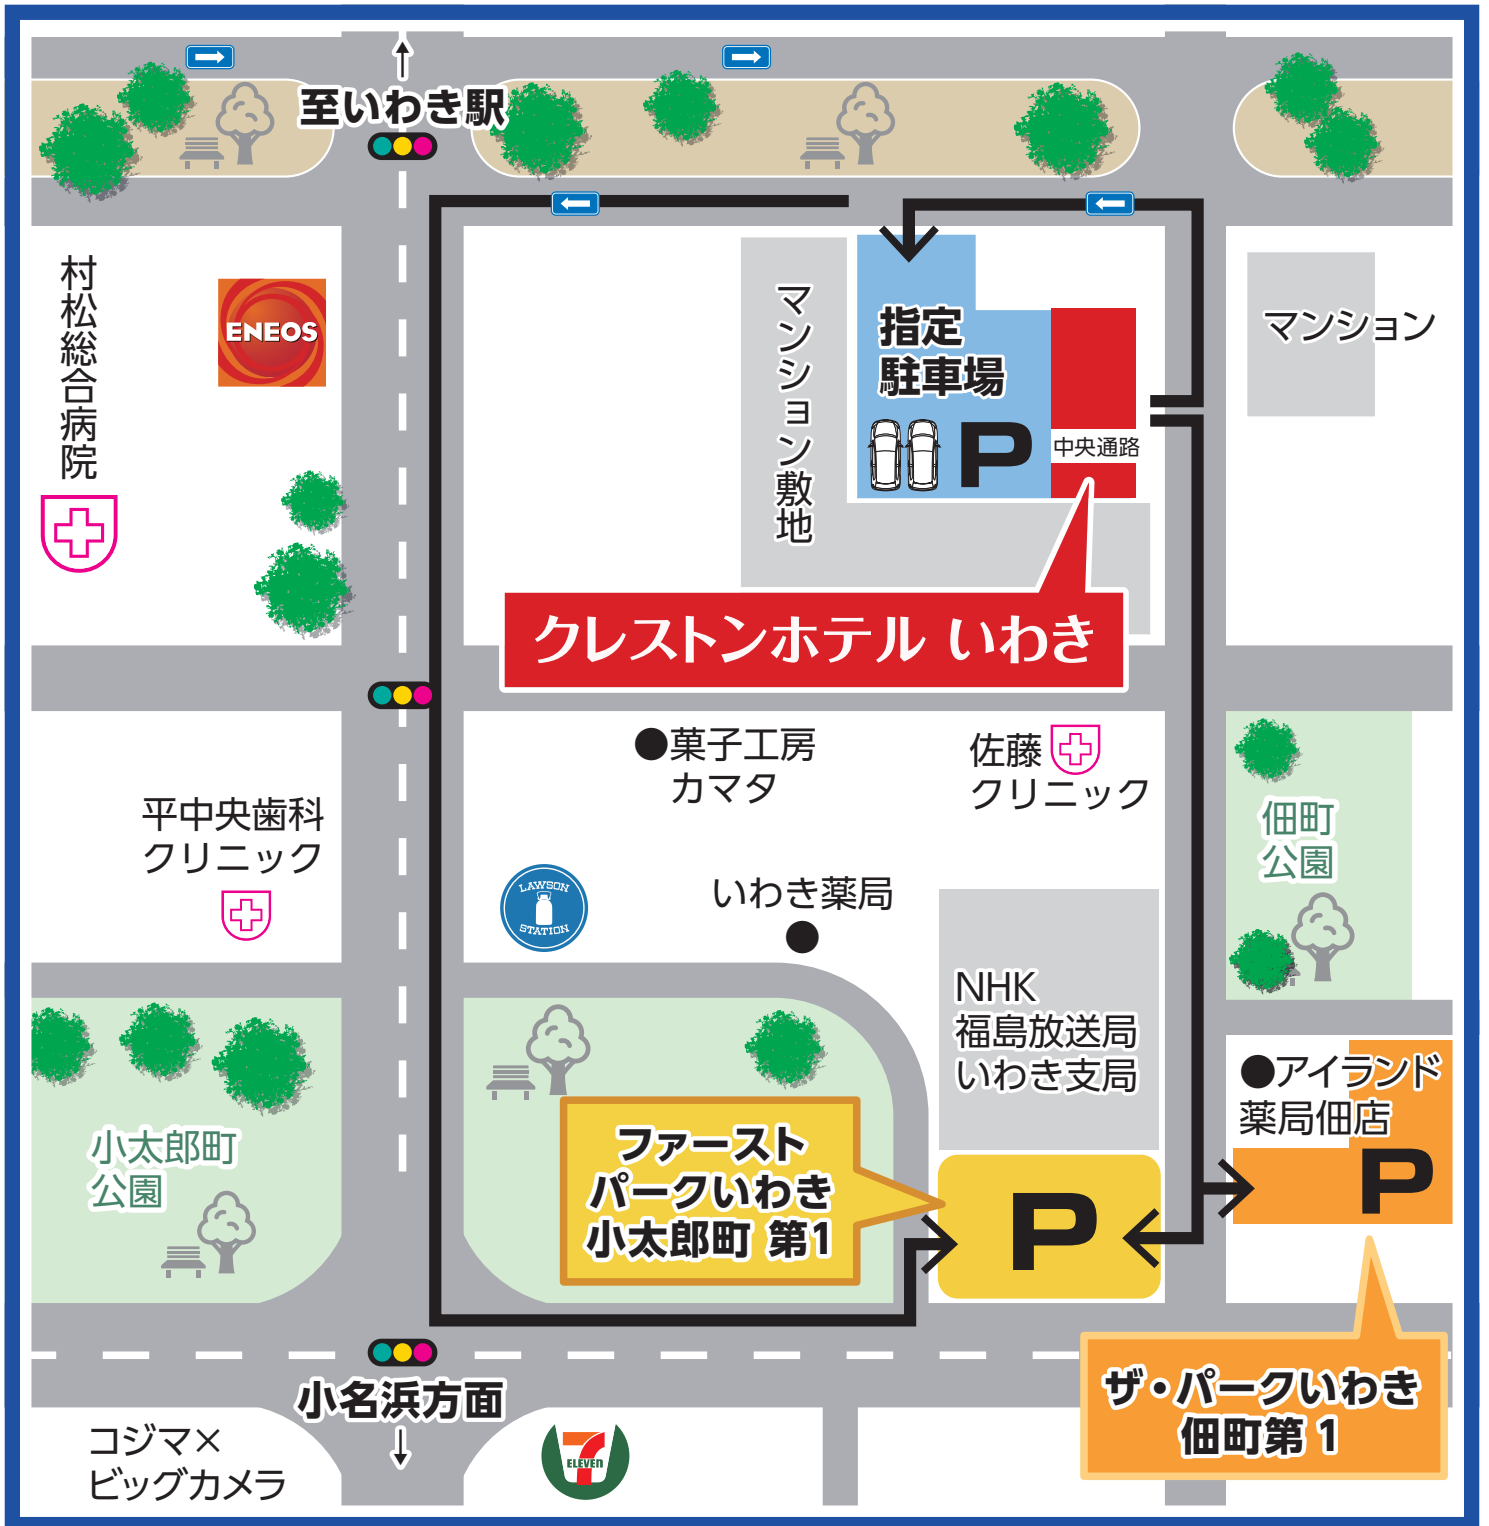 至いわき駅
村松総合病院
ENEOS
マンション敷地
指定
駐車場
P
中央通路
マンション
クレストンホテル いわき
●菓子工房
カマタ
佐藤
クリニック
平中央歯科
クリニック
LAWSON
STATION
いわき薬局
佃町
公園
NHK
福島放送局
いわき支局
●アイランド
薬局佃店
P
小太郎町
公園
ファースト
パークいわき
小太郎町 第1
P
ザ・パークいわき
佃町第1
小名浜方面
コジマ×
ビッグカメラ
7
ELEVEN